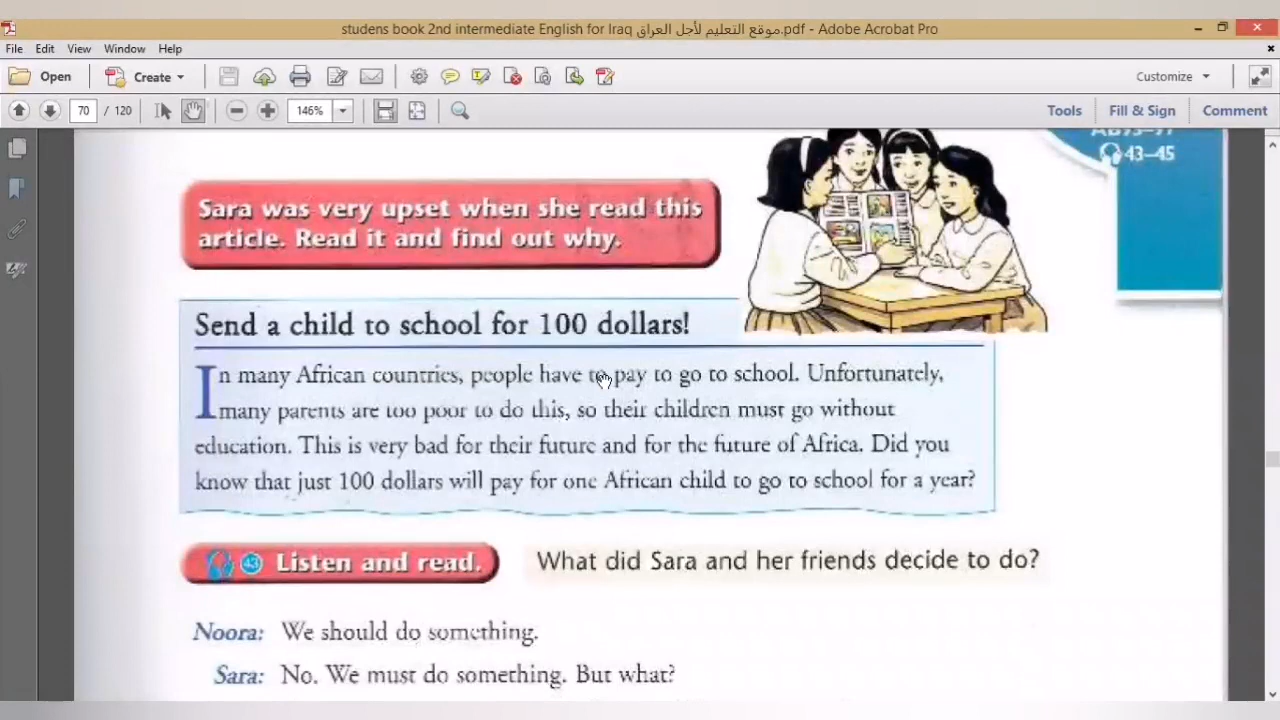 studens book 2nd intermediate English for Iraq موقع التعليم لأجل العراق.pdf - Adobe Acrobat Pro
File Edit View Window Help
Open Create Customize
70 / 120 146% Tools Fill & Sign Comment
43–45
Sara was very upset when she read this
article. Read it and find out why.
Send a child to school for 100 dollars!
In many African countries, people have to pay to go to school. Unfortunately,
many parents are too poor to do this, so their children must go without
education. This is very bad for their future and for the future of Africa. Did you
know that just 100 dollars will pay for one African child to go to school for a year?
43 Listen and read. What did Sara and her friends decide to do?
Noora: We should do something.
Sara: No. We must do something. But what?